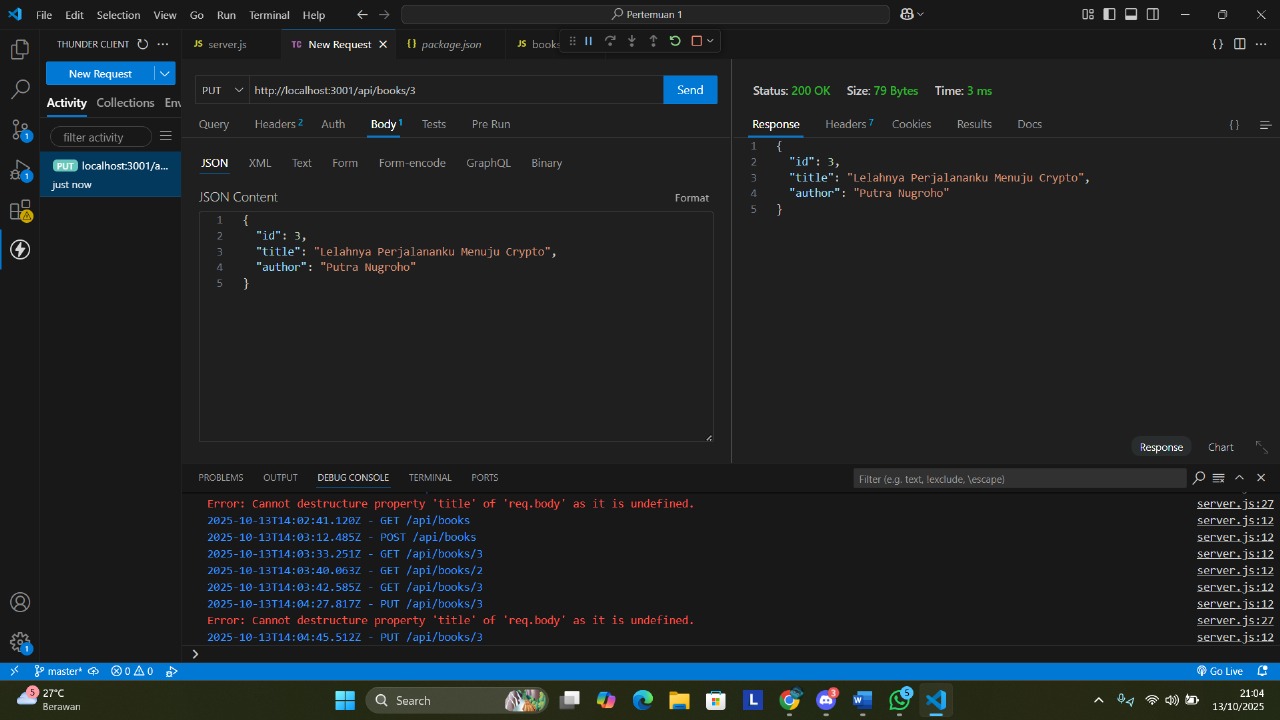 File Edit Selection View Go Run Terminal Help
Pertemuan 1
THUNDER CLIENT
New Request
Activity Collections Env
filter activity
PUT localhost:3001/a...
just now
JS server.js
TC New Request
{} package.json
JS books
PUT http://localhost:3001/api/books/3 Send
Query Headers 2 Auth Body 1 Tests Pre Run
JSON XML Text Form Form-encode GraphQL Binary
JSON Content Format
1 {
2 "id": 3,
3 "title": "Lelahnya Perjalananku Menuju Crypto",
4 "author": "Putra Nugroho"
5 }
Status: 200 OK Size: 79 Bytes Time: 3 ms
Response Headers 7 Cookies Results Docs {}
1 {
2 "id": 3,
3 "title": "Lelahnya Perjalananku Menuju Crypto",
4 "author": "Putra Nugroho"
5 }
Response Chart
PROBLEMS OUTPUT DEBUG CONSOLE TERMINAL PORTS
Filter (e.g. text, !exclude, \escape)
Error: Cannot destructure property 'title' of 'req.body' as it is undefined. server.js:27
2025-10-13T14:02:41.120Z - GET /api/books server.js:12
2025-10-13T14:03:12.485Z - POST /api/books server.js:12
2025-10-13T14:03:33.251Z - GET /api/books/3 server.js:12
2025-10-13T14:03:40.063Z - GET /api/books/2 server.js:12
2025-10-13T14:03:42.585Z - GET /api/books/3 server.js:12
2025-10-13T14:04:27.817Z - PUT /api/books/3 server.js:12
Error: Cannot destructure property 'title' of 'req.body' as it is undefined. server.js:27
2025-10-13T14:04:45.512Z - PUT /api/books/3 server.js:12
master* 0 0 Go Live
5 27°C
Berawan
Search
L
3
5
21:04
13/10/2025